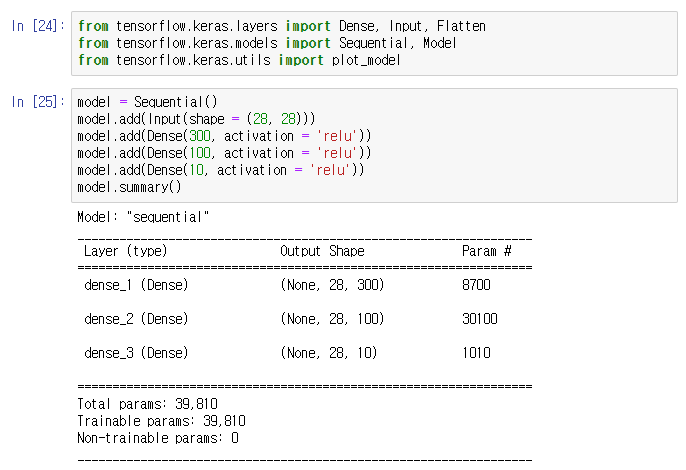 In [24]: from tensorflow.keras.layers import Dense, Input, Flatten
from tensorflow.keras.models import Sequential, Model
from tensorflow.keras.utils import plot_model
In [25]: model = Sequential()
model.add(Input(shape = (28, 28)))
model.add(Dense(300, activation = 'relu'))
model.add(Dense(100, activation = 'relu'))
model.add(Dense(10, activation = 'relu'))
model.summary()
Model: "sequential"
_________________________________________________________________
Layer (type) Output Shape Param #
=================================================================
dense_1 (Dense) (None, 28, 300) 8700
dense_2 (Dense) (None, 28, 100) 30100
dense_3 (Dense) (None, 28, 10) 1010
=================================================================
Total params: 39,810
Trainable params: 39,810
Non-trainable params: 0
_________________________________________________________________